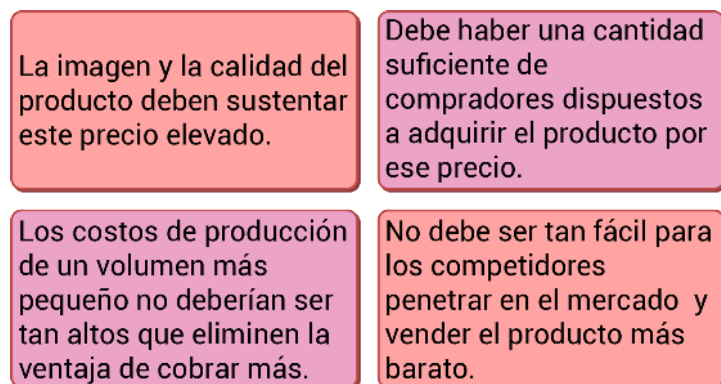 La imagen y la calidad del
producto deben sustentar
este precio elevado.
Debe haber una cantidad
suficiente de
compradores dispuestos
a adquirir el producto por
ese precio.
Los costos de producción
de un volumen más
pequeño no deberían ser
tan altos que eliminen la
ventaja de cobrar más.
No debe ser tan fácil para
los competidores
penetrar en el mercado  y
vender el producto más
barato.